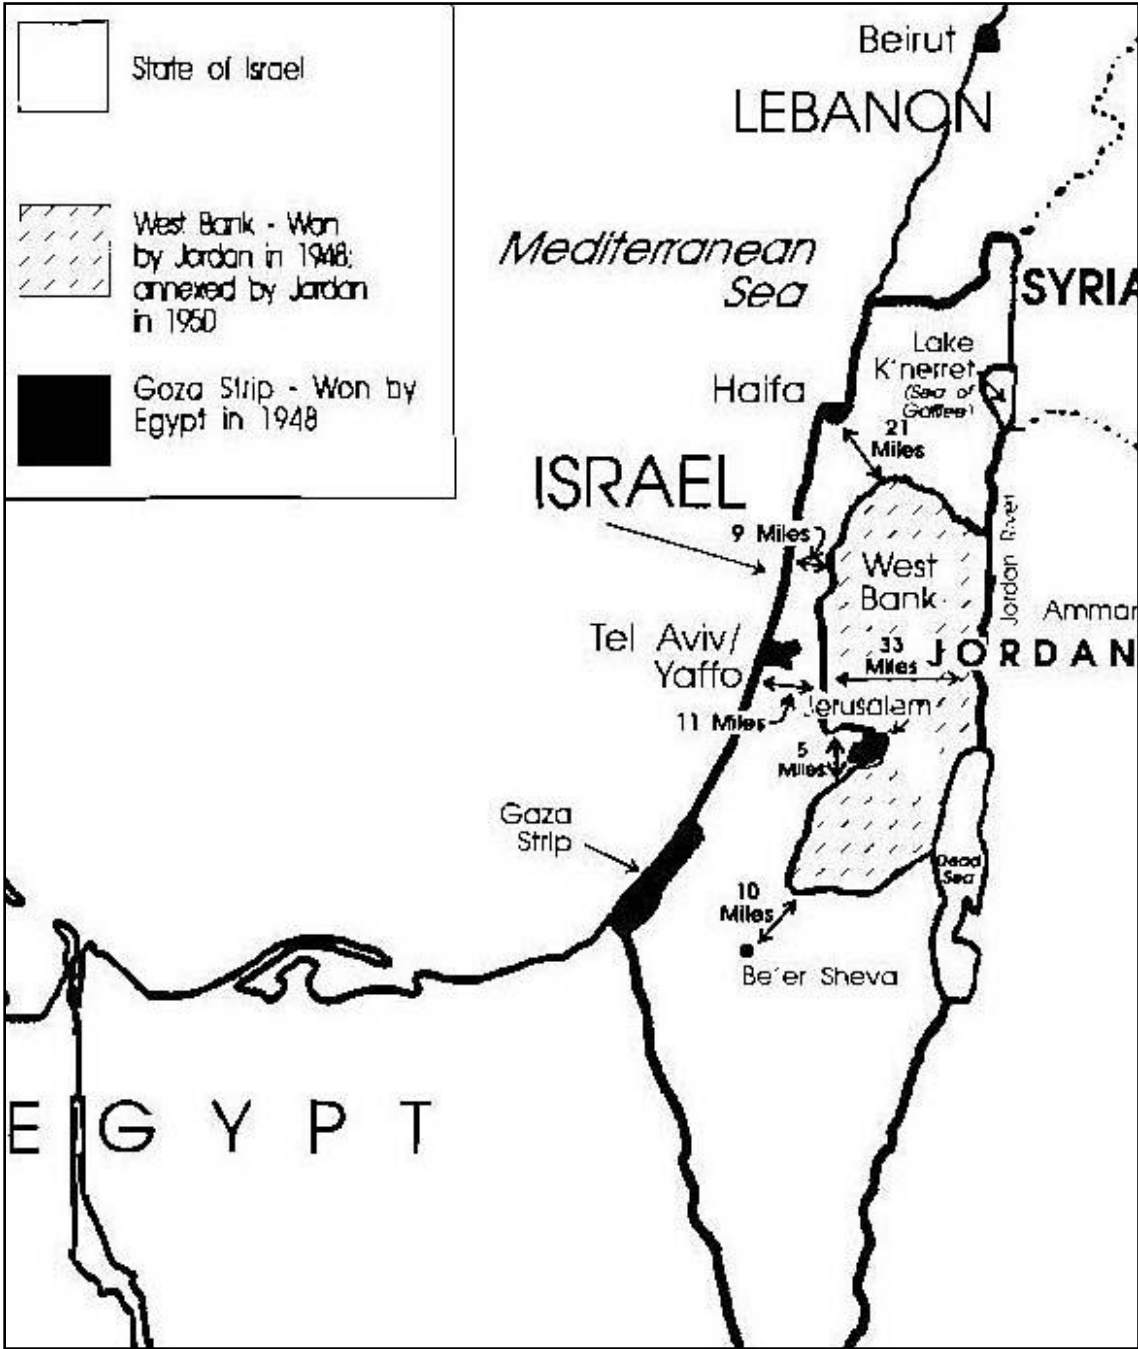 State of Israel
West Bank - Won
by Jordan in 1948;
annexed by Jordan
in 1950
Goza Strip - Won by
Egypt in 1948
Beirut
LEBANON
Mediterranean
Sea
SYRIA
Lake
K'nerret
(Sea of
Galilee)
Haifa
21
Miles
ISRAEL
9 Miles
Jordan River
West
Bank
Amman
Tel Aviv/
Yaffo
33
Miles
JORDAN
11 Miles
Jerusalem
5
Miles
Gaza
Strip
Dead
Sea
10
Miles
Be'er Sheva
EGYPT